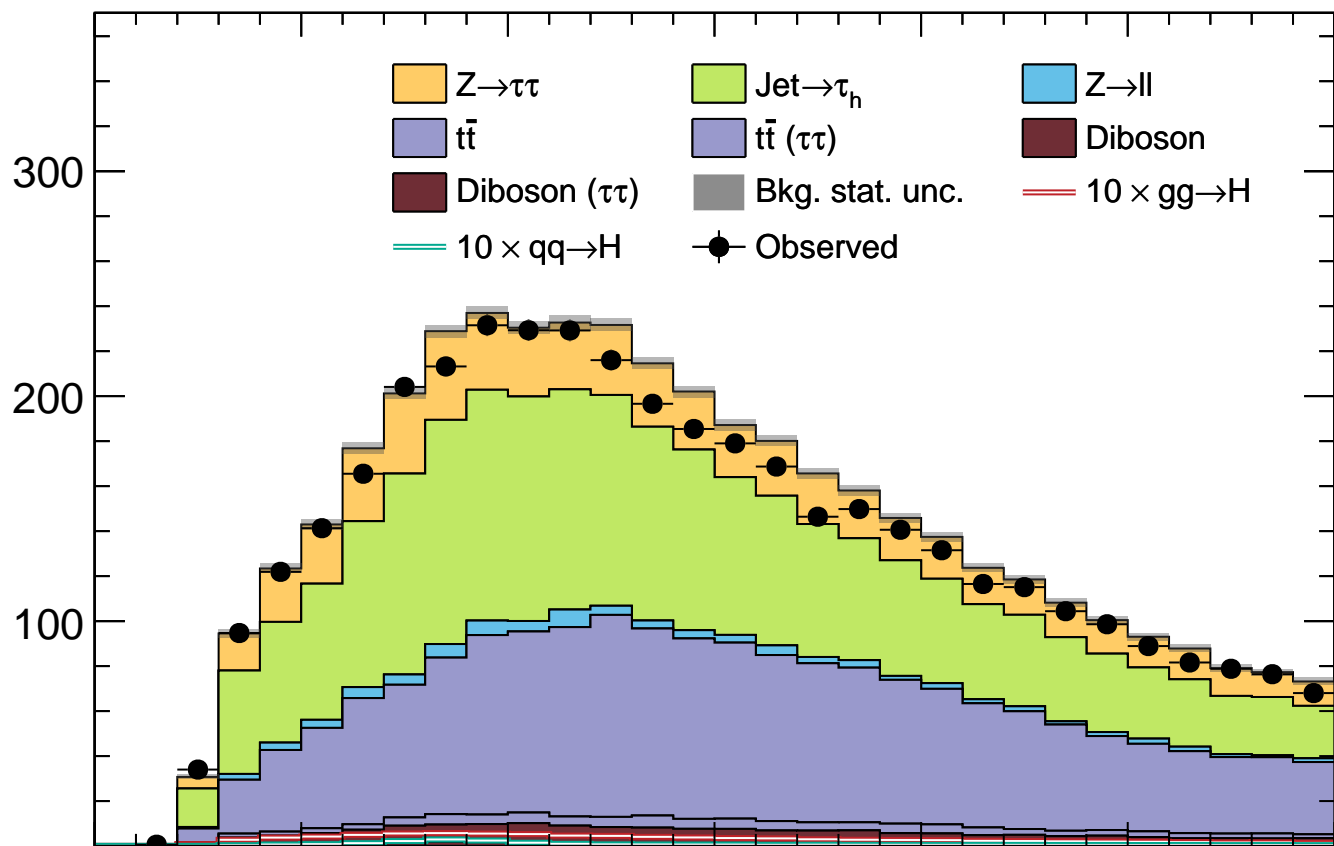 Z→ττ Jet→τh Z→ll
tt̄ tt̄ (ττ) Diboson
300 Diboson (ττ) Bkg. stat. unc. 10 × gg→H
10 × qq→H Observed
200
100